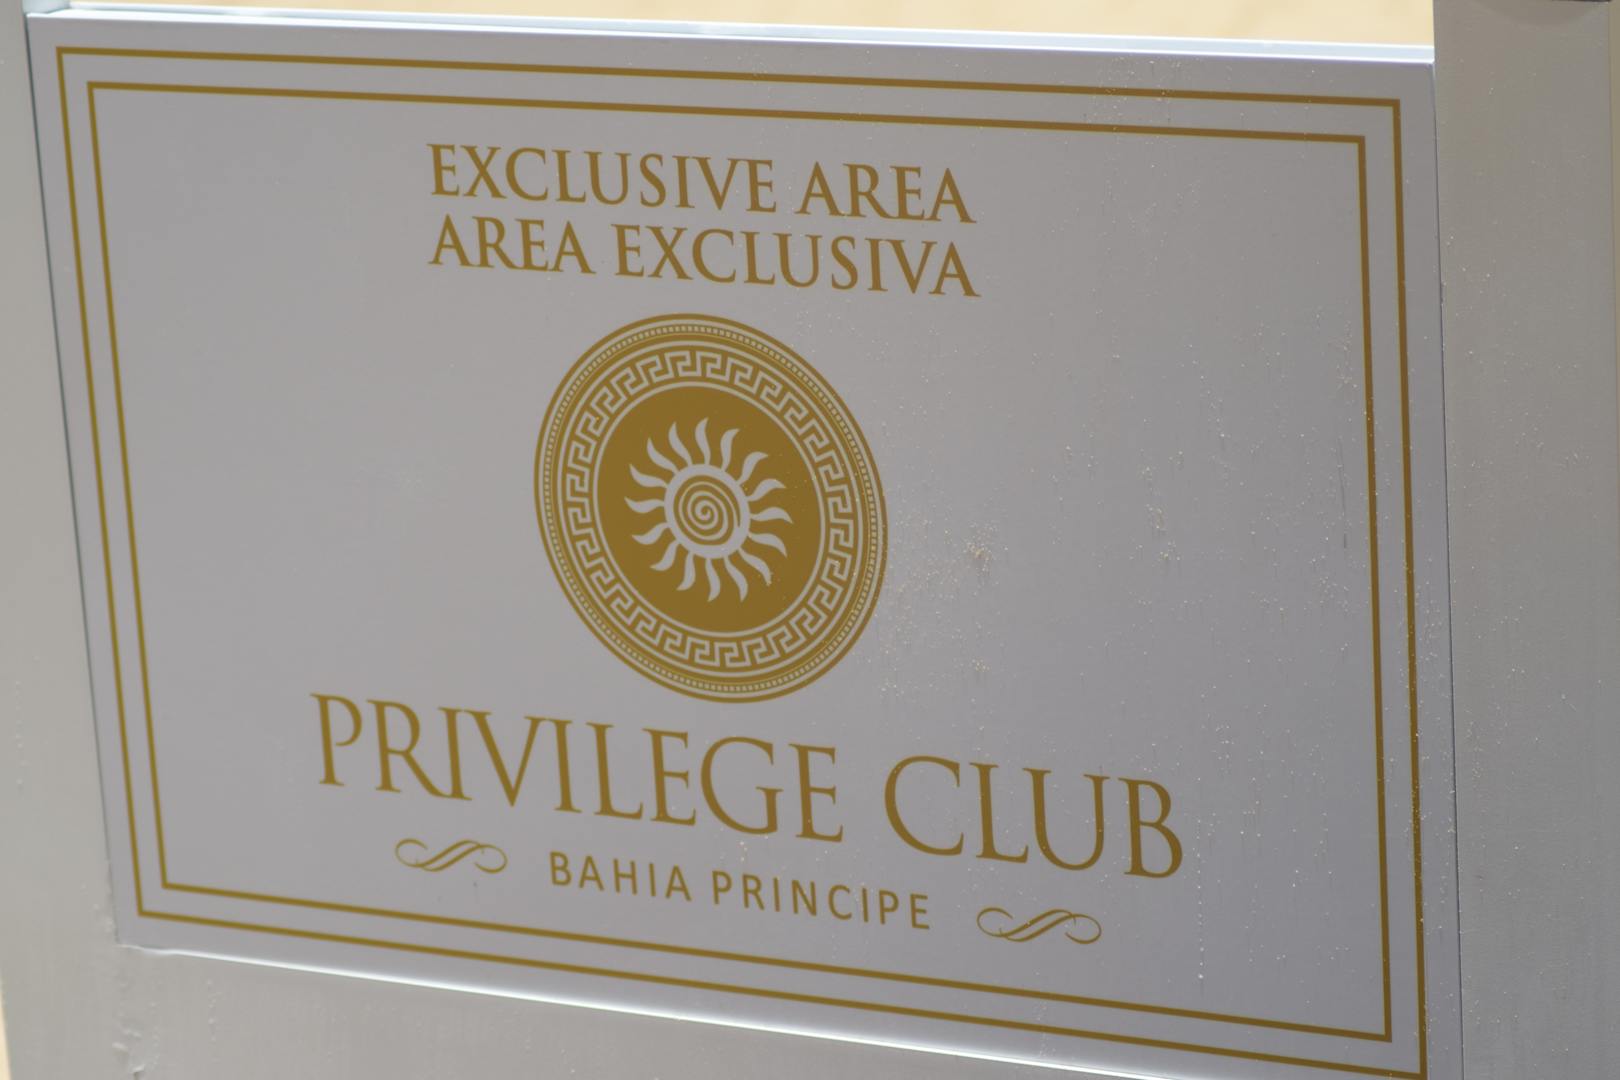 EXCLUSIVE AREA
AREA EXCLUSIVA
PRIVILEGE CLUB
BAHIA PRINCIPE